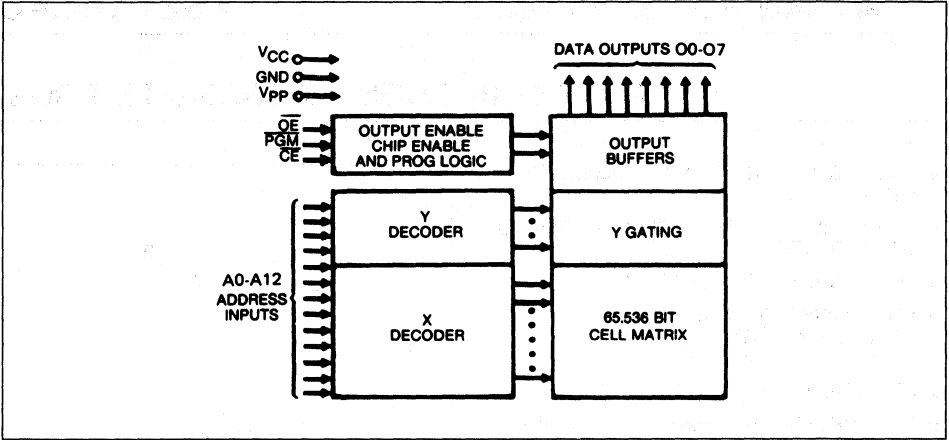 VCC
GND
VPP
DATA OUTPUTS O0-O7
OE
PGM
CE
OUTPUT ENABLE
CHIP ENABLE
AND PROG LOGIC
OUTPUT
BUFFERS
Y
DECODER
Y GATING
A0-A12
ADDRESS
INPUTS
X
DECODER
65.536 BIT
CELL MATRIX